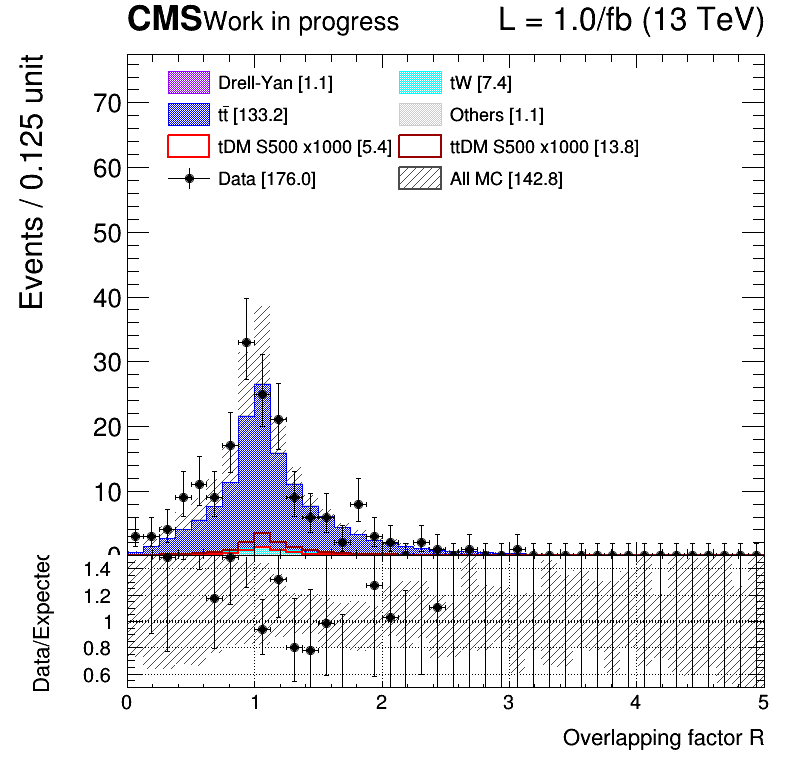 CMS Work in progress L = 1.0/fb (13 TeV)
Events / 0.125 unit
Drell-Yan [1.1] tW [7.4]
tt̄ [133.2] Others [1.1]
tDM S500 x1000 [5.4] ttDM S500 x1000 [13.8]
Data [176.0] All MC [142.8]
70
60
50
40
30
20
10
0
Data/Expected
1.4
1.2
1
0.8
0.6
0 1 2 3 4 5
Overlapping factor R